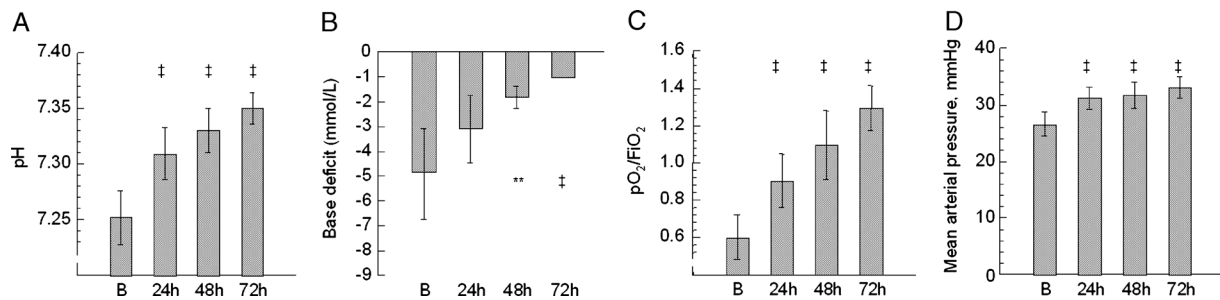 A
pH
7.40
7.35
7.30
7.25
‡ ‡ ‡
B 24h 48h 72h
B
Base deficit (mmol/L)
0
-1
-2
-3
-4
-5
-6
-7
-8
-9
** ‡
B 24h 48h 72h
C
pO₂/FiO₂
1.6
1.4
1.2
1.0
0.8
0.6
‡ ‡ ‡
B 24h 48h 72h
D
Mean arterial pressure, mmHg
50
40
30
20
10
0
‡ ‡ ‡
B 24h 48h 72h